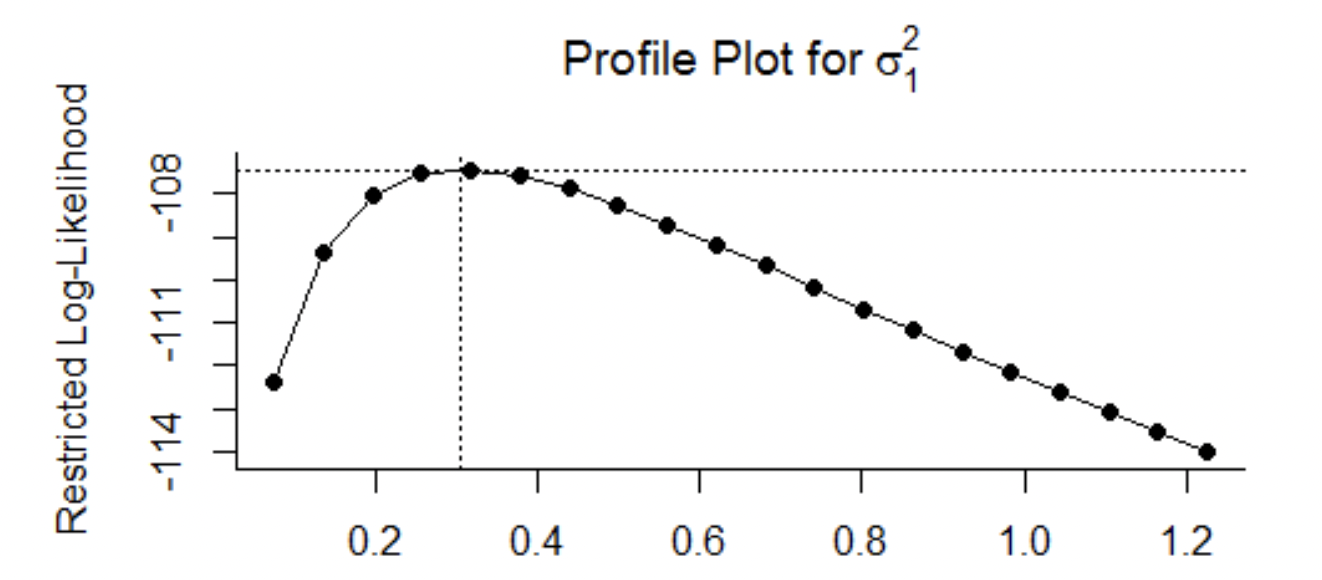 Profile Plot for σ₁²
Restricted Log-Likelihood
-108
-111
-114
0.2 0.4 0.6 0.8 1.0 1.2